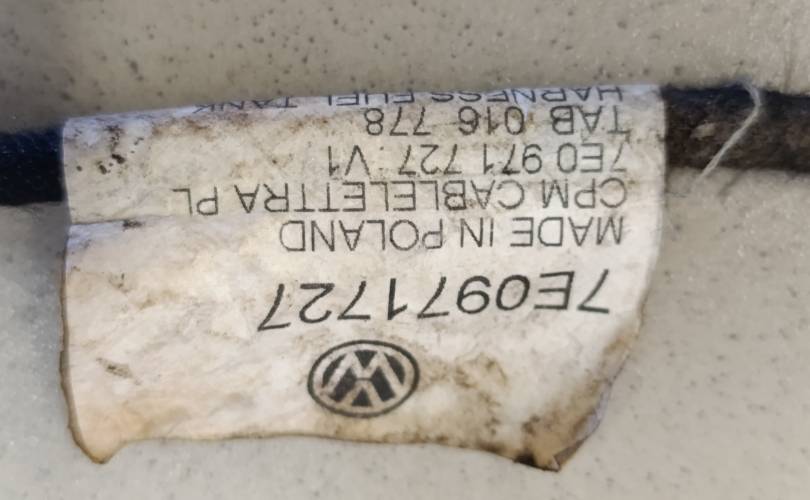 7E0971727
MADE IN POLAND
CPM CABLELETTRA PL
7E0 971 727 V1
TAB 016 778
HARNESS FUEL TANK